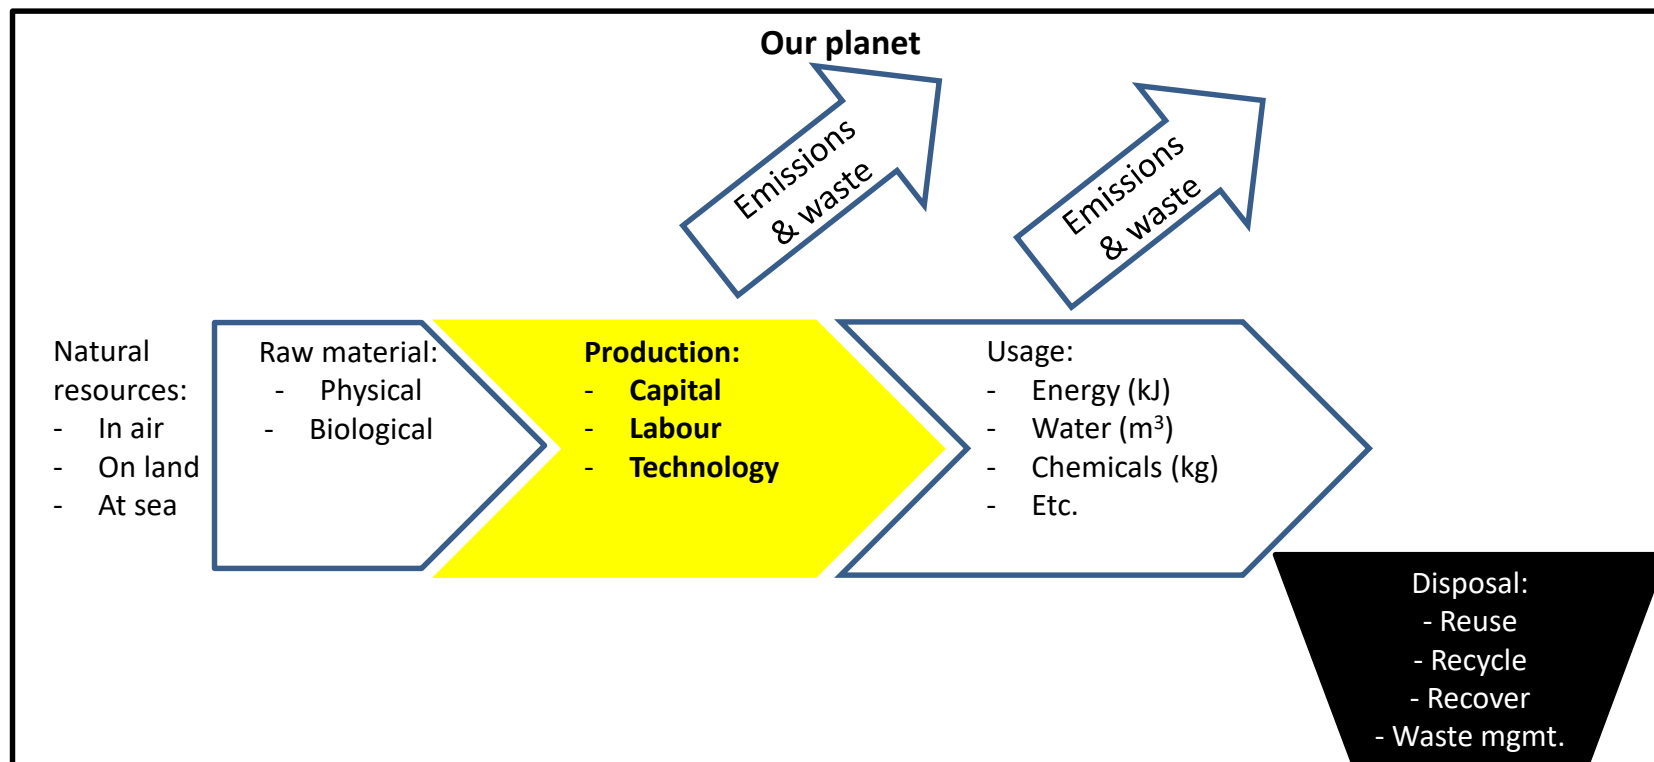 Our planet
Emissions
& waste
Emissions
& waste
Natural
resources:
- In air
- On land
- At sea
Raw material:
- Physical
- Biological
Production:
- Capital
- Labour
- Technology
Usage:
- Energy (kJ)
- Water (m³)
- Chemicals (kg)
- Etc.
Disposal:
- Reuse
- Recycle
- Recover
- Waste mgmt.